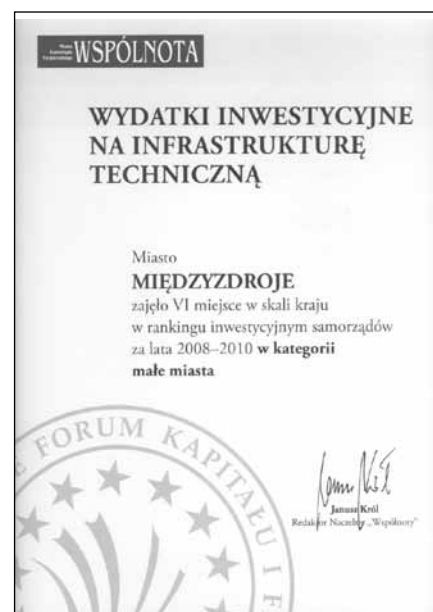 WSPÓLNOTA
WYDATKI INWESTYCYJNE
NA INFRASTRUKTURĘ
TECHNICZNĄ
Miasto
MIĘDZYZDROJE
zajęło VI miejsce w skali kraju
w rankingu inwestycyjnym samorządów
za lata 2008–2010 w kategorii
małe miasta
E FORUM KAPITAŁU I F
Janusz Król
Redaktor Naczelny „Wspólnoty”